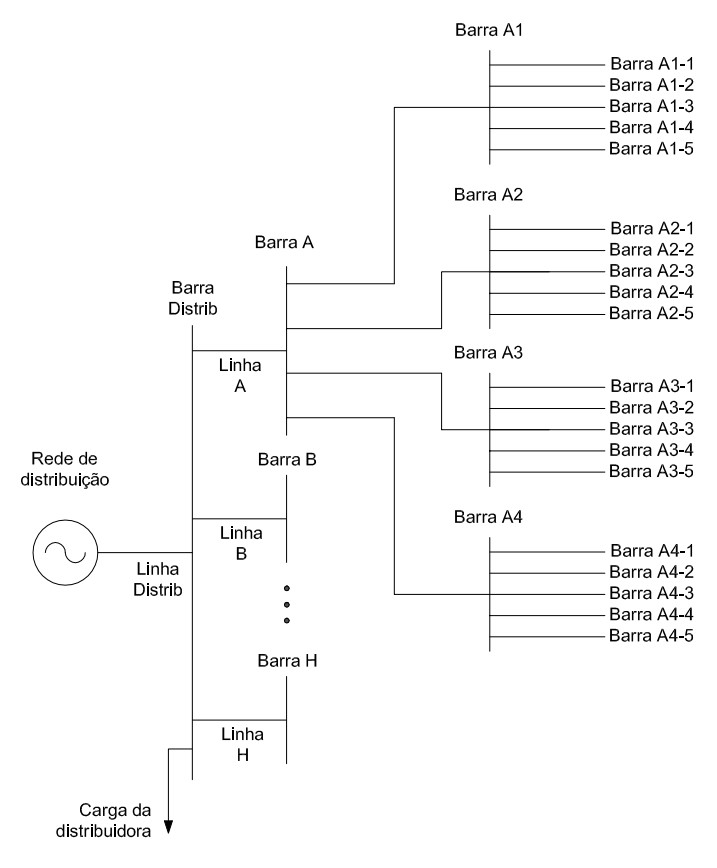 Barra A1
Barra A1-1
Barra A1-2
Barra A1-3
Barra A1-4
Barra A1-5
Barra A2
Barra A2-1
Barra A2-2
Barra A2-3
Barra A2-4
Barra A2-5
Barra A
Barra
Distrib
Linha
A
Barra A3
Barra A3-1
Barra A3-2
Barra A3-3
Barra A3-4
Barra A3-5
Rede de
distribuição
Barra B
Linha
B
Linha
Distrib
Barra A4
Barra A4-1
Barra A4-2
Barra A4-3
Barra A4-4
Barra A4-5
Barra H
Linha
H
Carga da
distribuidora